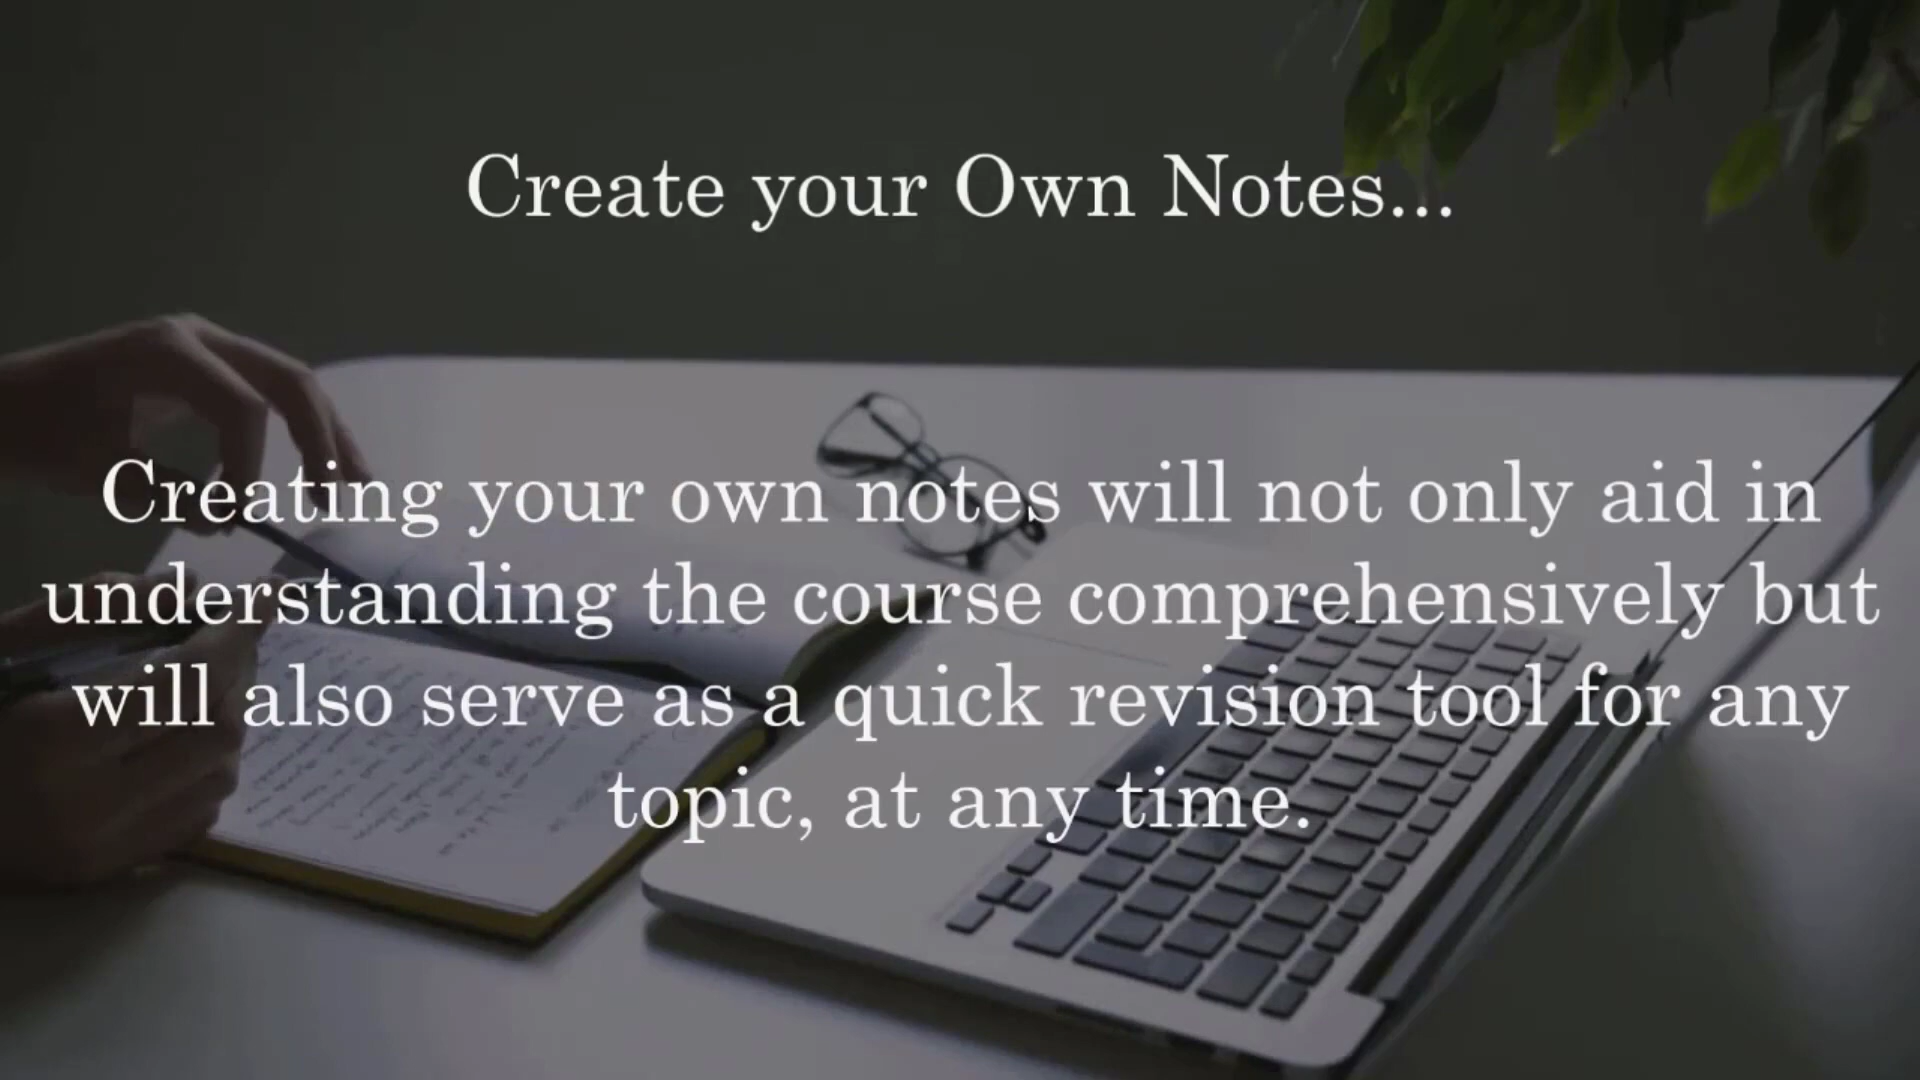 Create your Own Notes...
Creating your own notes will not only aid in
understanding the course comprehensively but
will also serve as a quick revision tool for any
topic, at any time.